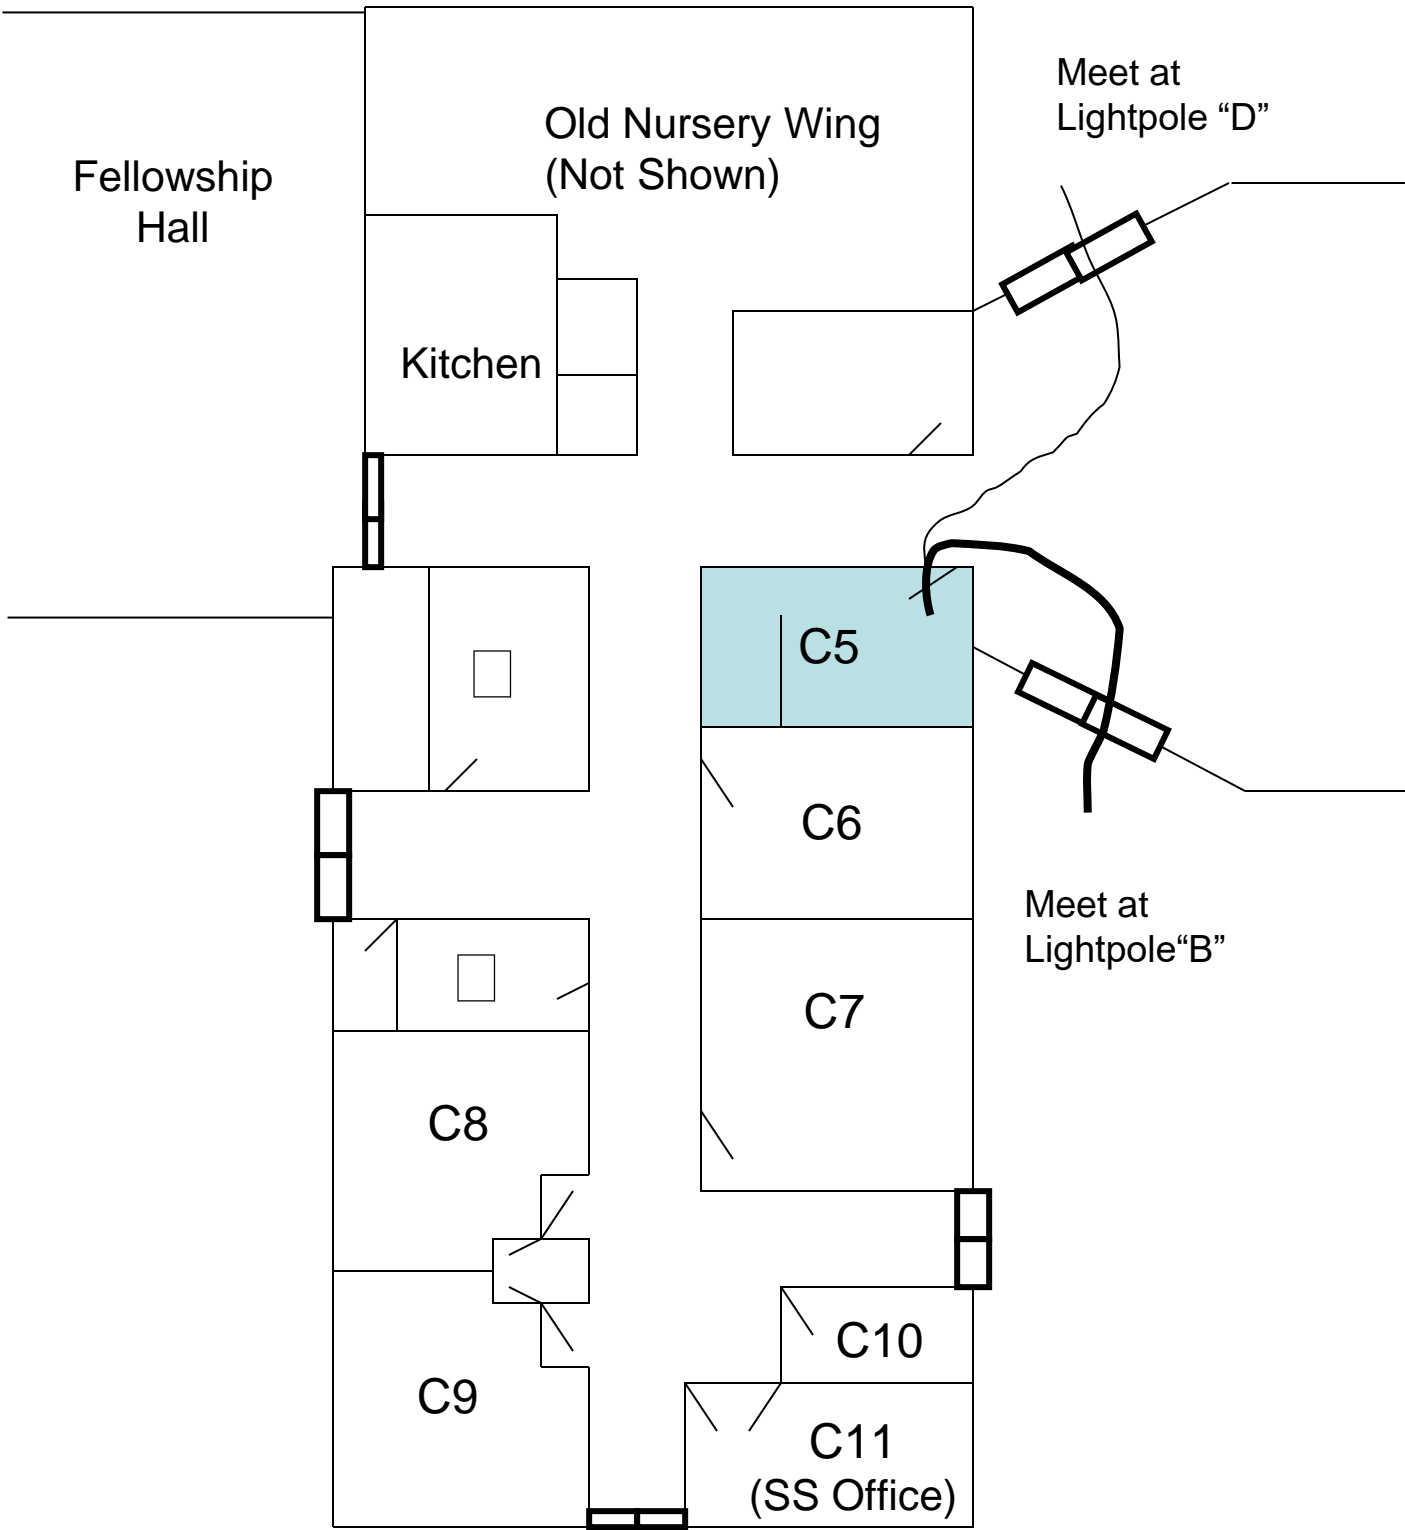 Meet at
Lightpole “D”
Old Nursery Wing
(Not Shown)
Fellowship
Hall
Kitchen
C5
C6
Meet at
Lightpole“B”
C7
C8
C10
C9
C11
(SS Office)